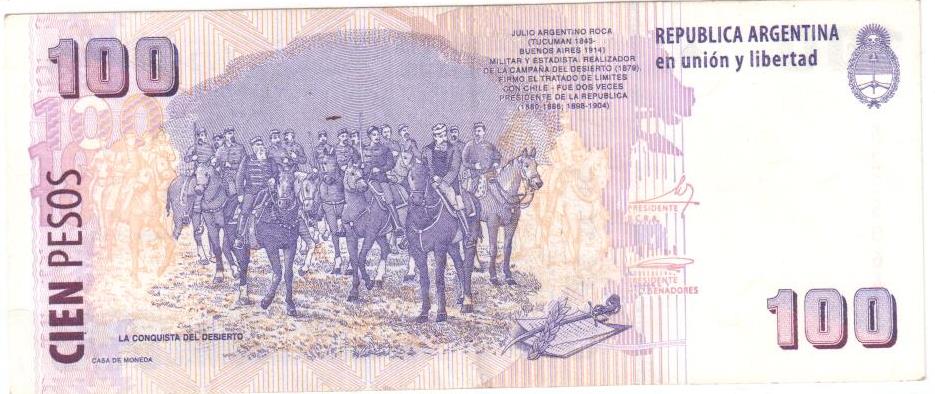 100
JULIO ARGENTINO ROCA
(TUCUMAN 1843-
BUENOS AIRES 1914)
MILITAR Y ESTADISTA. REALIZADOR
DE LA CAMPAÑA DEL DESIERTO (1879)
FIRMO EL TRATADO DE LIMITES
CON CHILE - FUE DOS VECES
PRESIDENTE DE LA REPUBLICA
(1880-1886; 1898-1904)
REPUBLICA ARGENTINA
en unión y libertad
100
CIEN PESOS
PRESIDENTE
B.C.R.A.
SENADORES
LA CONQUISTA DEL DESIERTO
CASA DE MONEDA
100